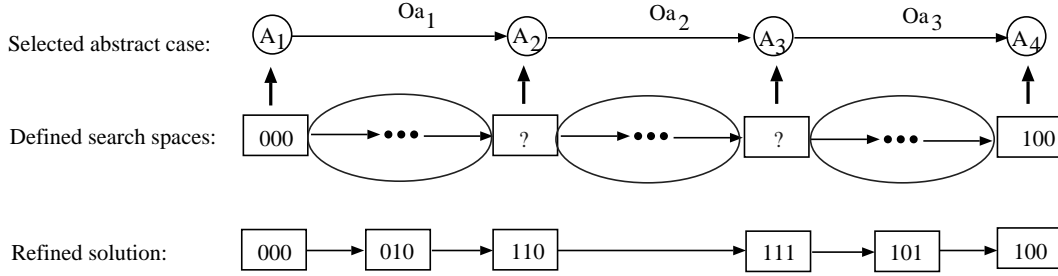 Oa1 Oa2 Oa3
Selected abstract case: A1 A2 A3 A4
Defined search spaces: 000 ? ? 100
Refined solution: 000 010 110 111 101 100